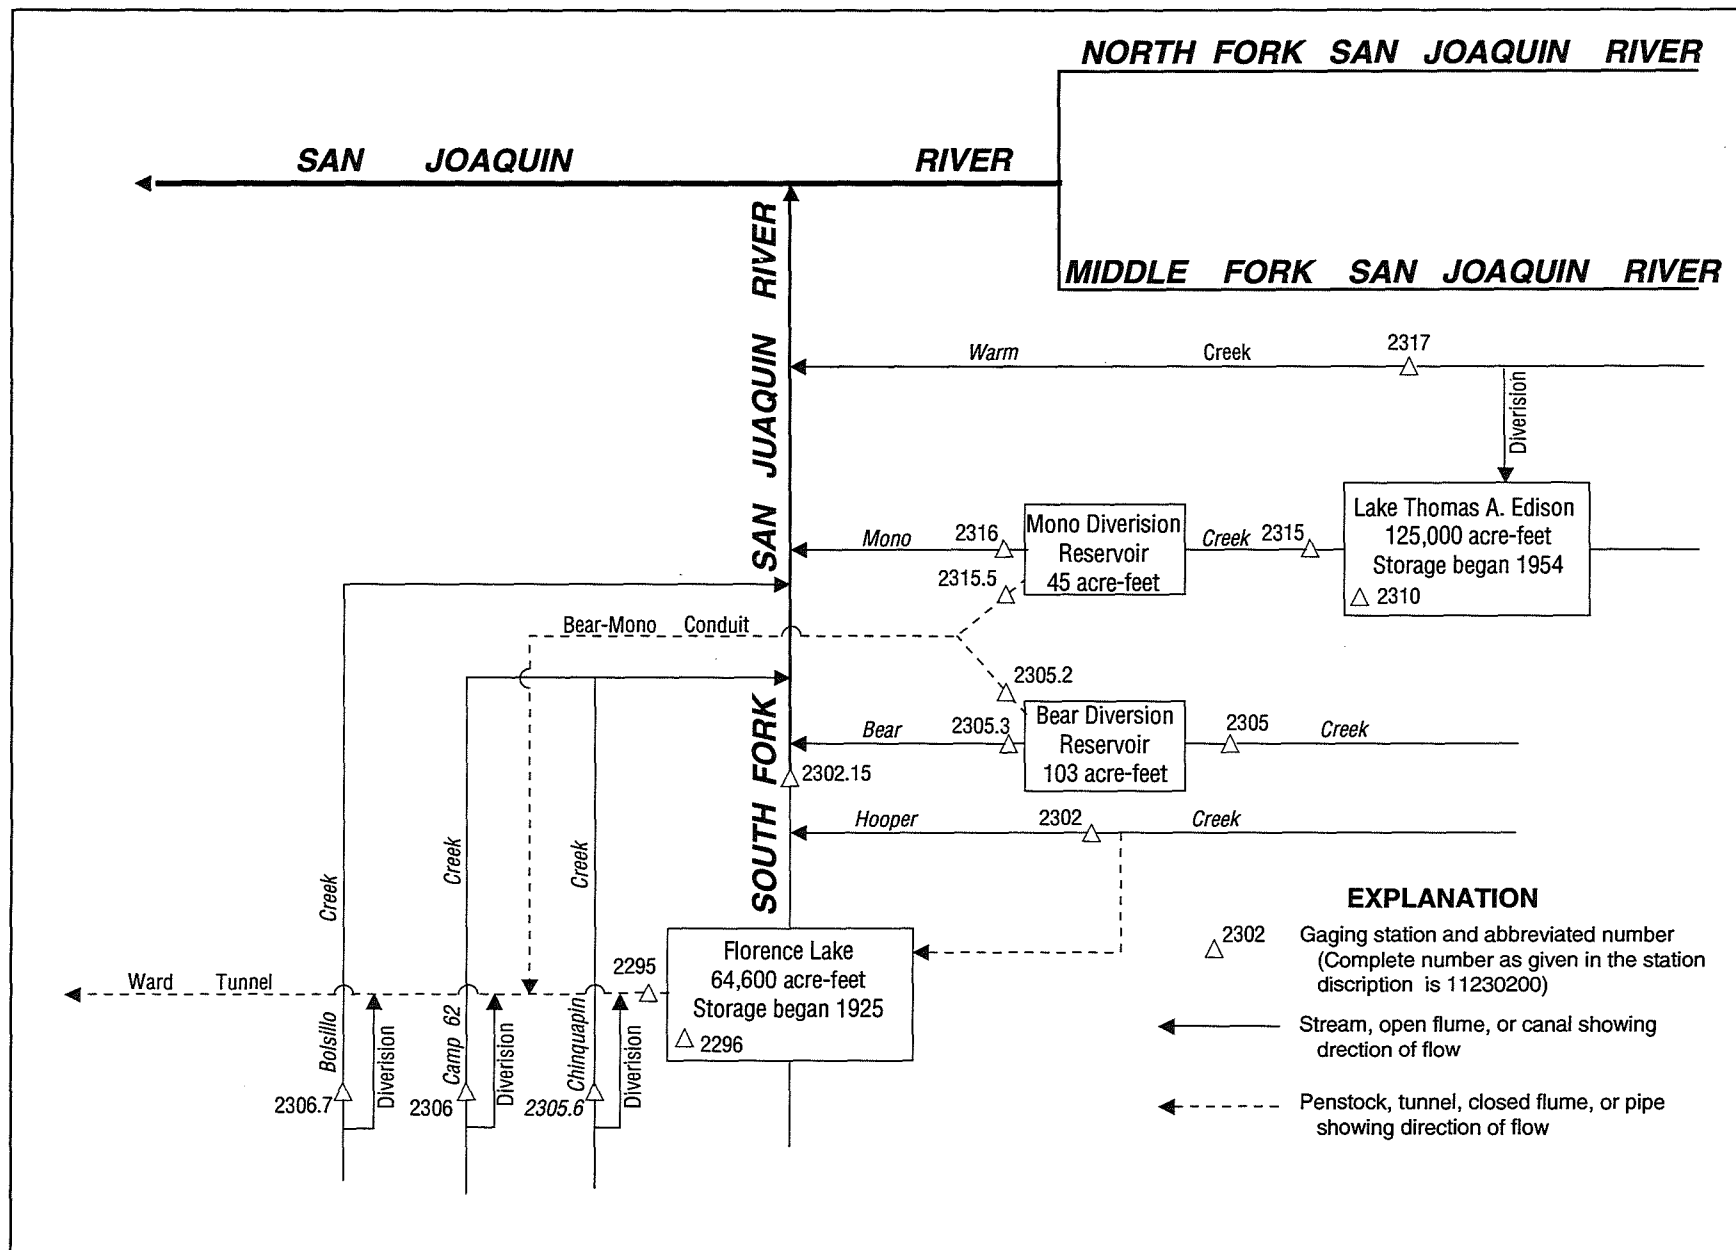 NORTH FORK SAN JOAQUIN RIVER
SAN JOAQUIN RIVER
MIDDLE FORK SAN JOAQUIN RIVER
SOUTH FORK SAN JUAQUIN RIVER
Warm Creek
2317
Diverision
Lake Thomas A. Edison
125,000 acre-feet
Storage began 1954
2310
Mono Creek
2316
Mono Diverision
Reservoir
45 acre-feet
2315
2315.5
Bear-Mono Conduit
2305.2
Bear Creek
2305.3
Bear Diversion
Reservoir
103 acre-feet
2305
2302.15
Hooper Creek
2302
Florence Lake
64,600 acre-feet
Storage began 1925
2296
2295
Ward Tunnel
Bolsillo Creek
2306.7
Diverision
Camp 62 Creek
2306
Diverision
Chinquapin Creek
2305.6
Diverision
EXPLANATION
2302
Gaging station and abbreviated number
(Complete number as given in the station
discription is 11230200)
Stream, open flume, or canal showing
direction of flow
Penstock, tunnel, closed flume, or pipe
showing direction of flow